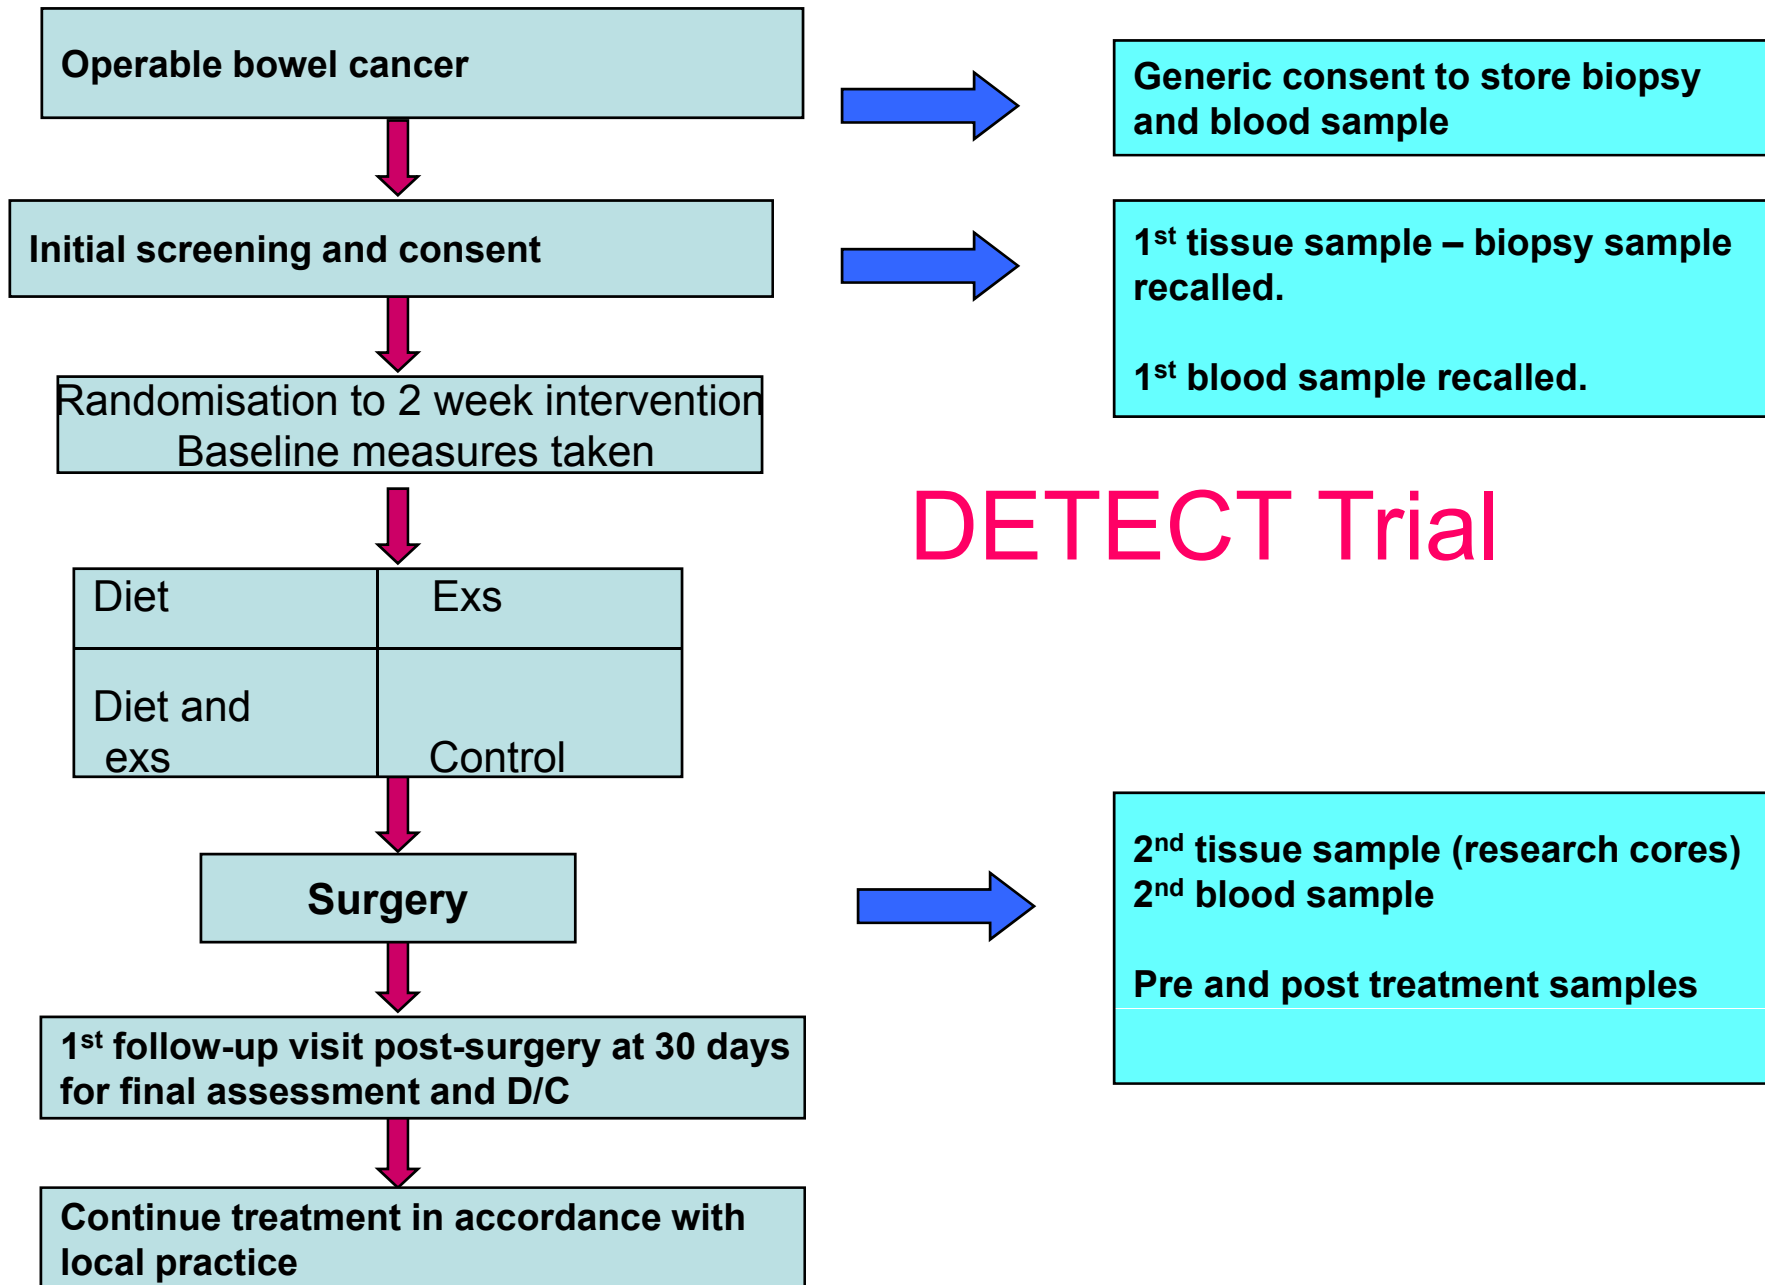 Operable bowel cancer
Generic consent to store biopsy
and blood sample
Initial screening and consent
1st tissue sample – biopsy sample
recalled.
1st blood sample recalled.
Randomisation to 2 week intervention
Baseline measures taken
DETECT Trial
Diet
Exs
Diet and
exs
Control
Surgery
2nd tissue sample (research cores)
2nd blood sample
Pre and post treatment samples
1st follow-up visit post-surgery at 30 days
for final assessment and D/C
Continue treatment in accordance with
local practice